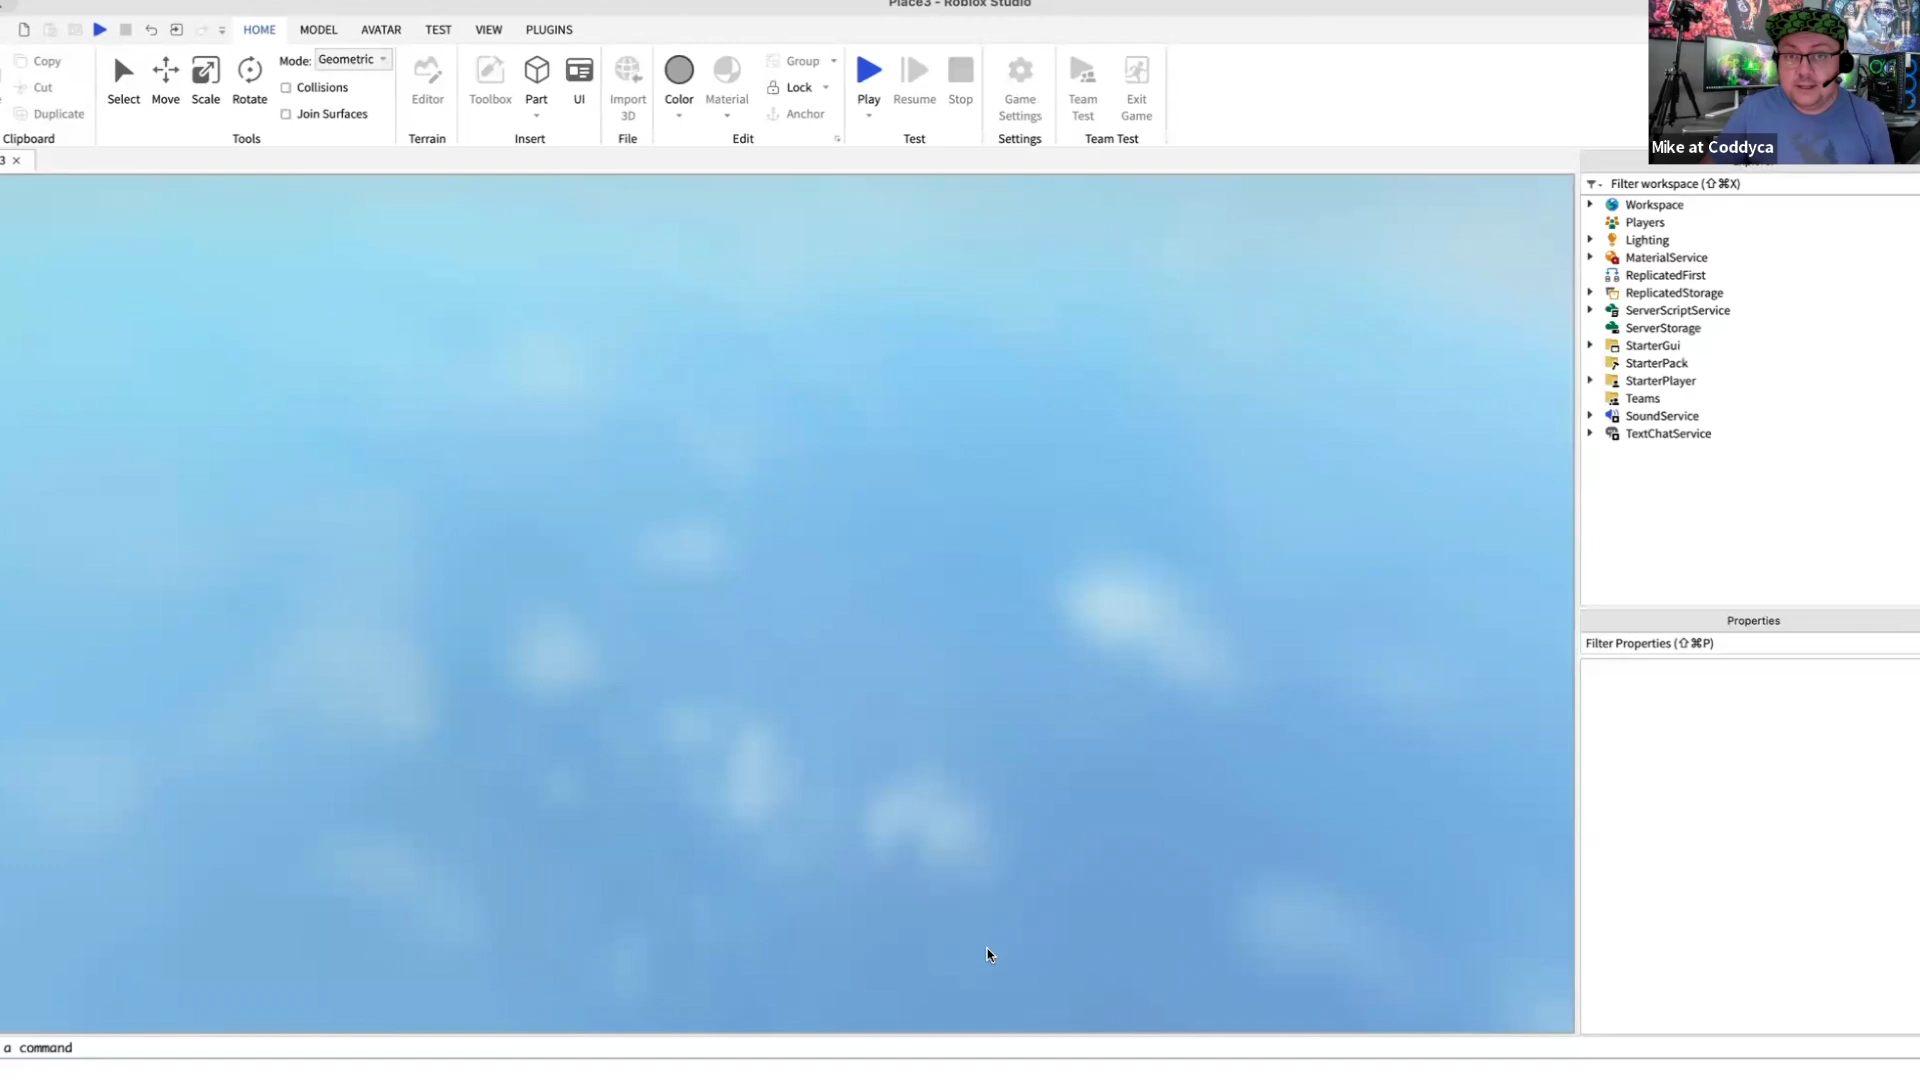 Place3 - Roblox Studio
HOME MODEL AVATAR TEST VIEW PLUGINS
Copy
Cut
Duplicate
Clipboard
Select Move Scale Rotate
Mode: Geometric
Collisions
Join Surfaces
Tools
Editor
Terrain
Toolbox Part UI
Insert
Import
3D
File
Color Material
Group
Lock
Anchor
Edit
Play Resume Stop
Test
Game
Settings
Settings
Team
Test
Exit
Game
Team Test
Mike at Coddyca
3
Filter workspace (⇧⌘X)
Workspace
Players
Lighting
MaterialService
ReplicatedFirst
ReplicatedStorage
ServerScriptService
ServerStorage
StarterGui
StarterPack
StarterPlayer
Teams
SoundService
TextChatService
Properties
Filter Properties (⇧⌘P)
a command